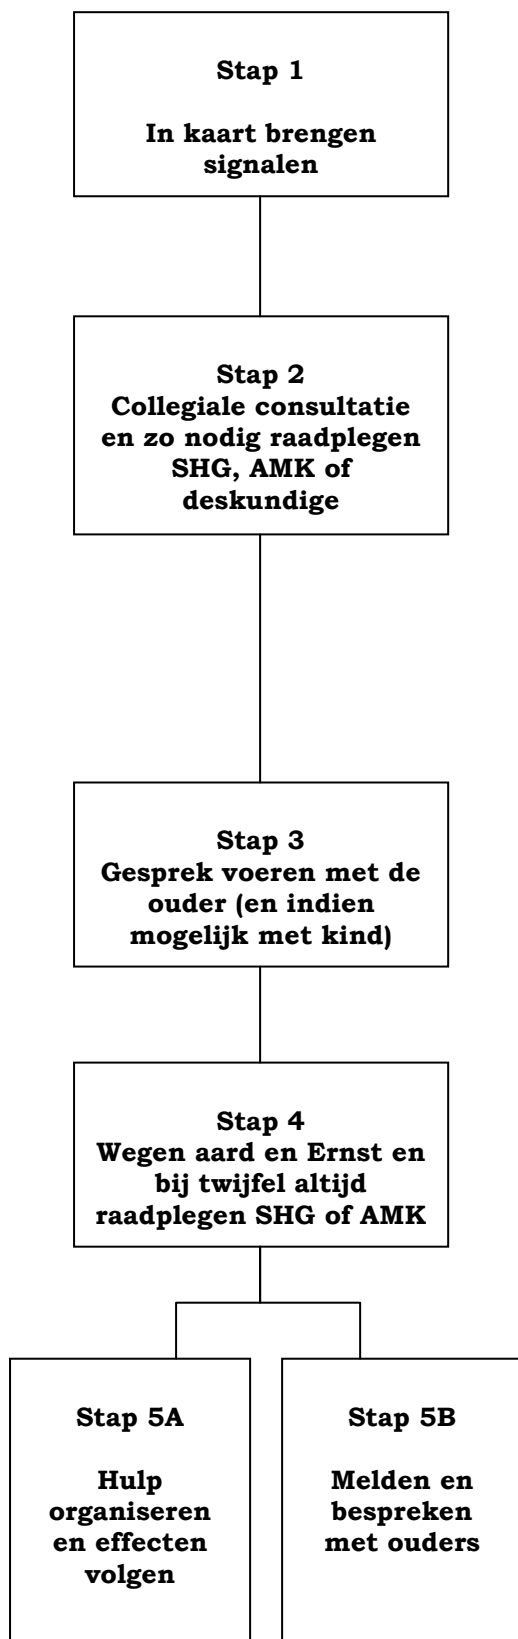 Stap 1
In kaart brengen
signalen
Stap 2
Collegiale consultatie
en zo nodig raadplegen
SHG, AMK of
deskundige
Stap 3
Gesprek voeren met de
ouder (en indien
mogelijk met kind)
Stap 4
Wegen aard en Ernst en
bij twijfel altijd
raadplegen SHG of AMK
Stap 5A
Hulp
organiseren
en effecten
volgen
Stap 5B
Melden en
bespreken
met ouders